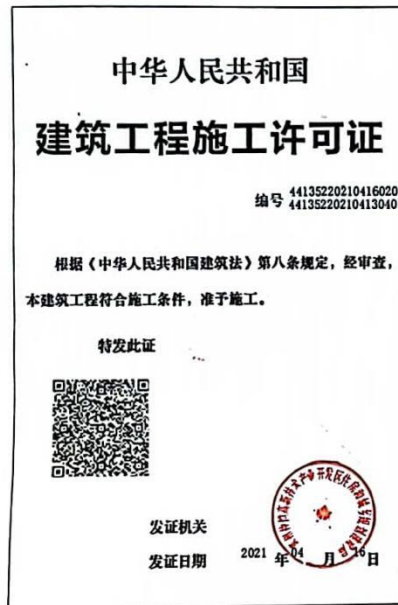 中华人民共和国
建筑工程施工许可证
编号 44135220210416020
44135220210413040
根据《中华人民共和国建筑法》第八条规定，经审查，
本建筑工程符合施工条件，准予施工。
特发此证
发证机关
发证日期 2021 年 04 月 16 日